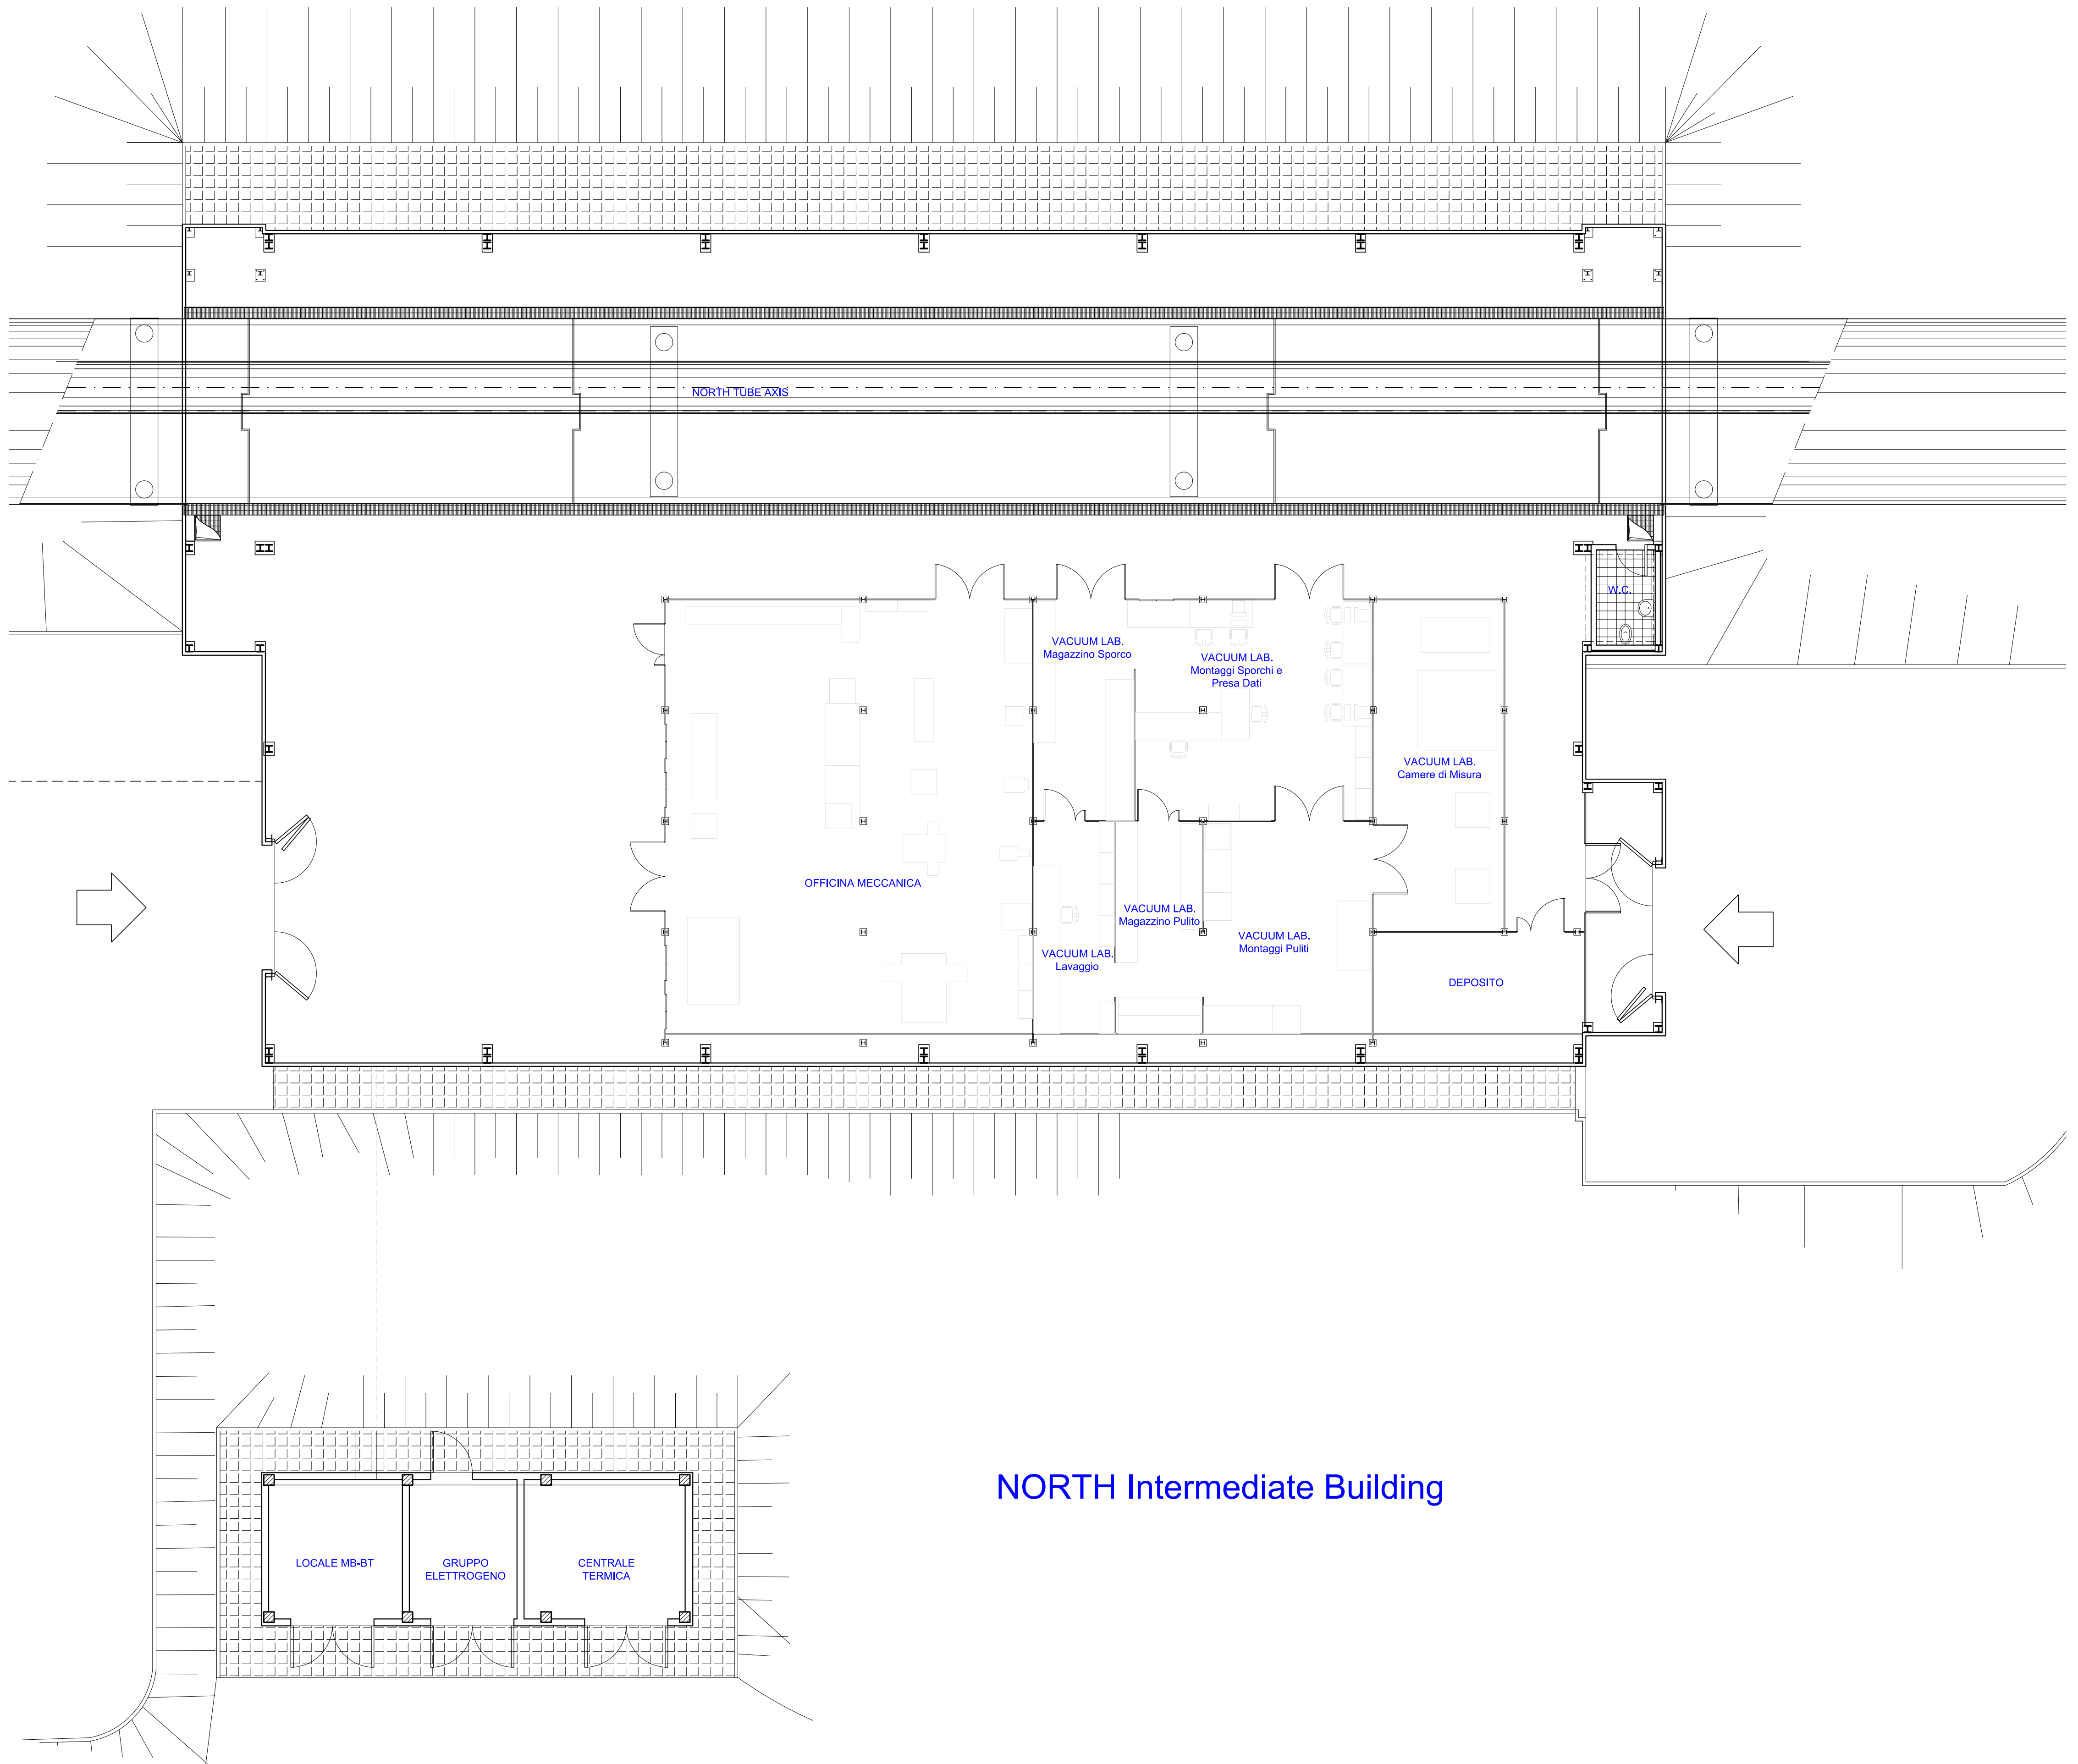 NORTH TUBE AXIS
W.C.
VACUUM LAB.
Magazzino Sporco
VACUUM LAB.
Montaggi Sporchi e
Presa Dati
VACUUM LAB.
Camere di Misura
OFFICINA MECCANICA
VACUUM LAB.
Magazzino Pulito
VACUUM LAB.
Montaggi Puliti
VACUUM LAB.
Lavaggio
DEPOSITO
NORTH Intermediate Building
LOCALE MB-BT
GRUPPO
ELETTROGENO
CENTRALE
TERMICA